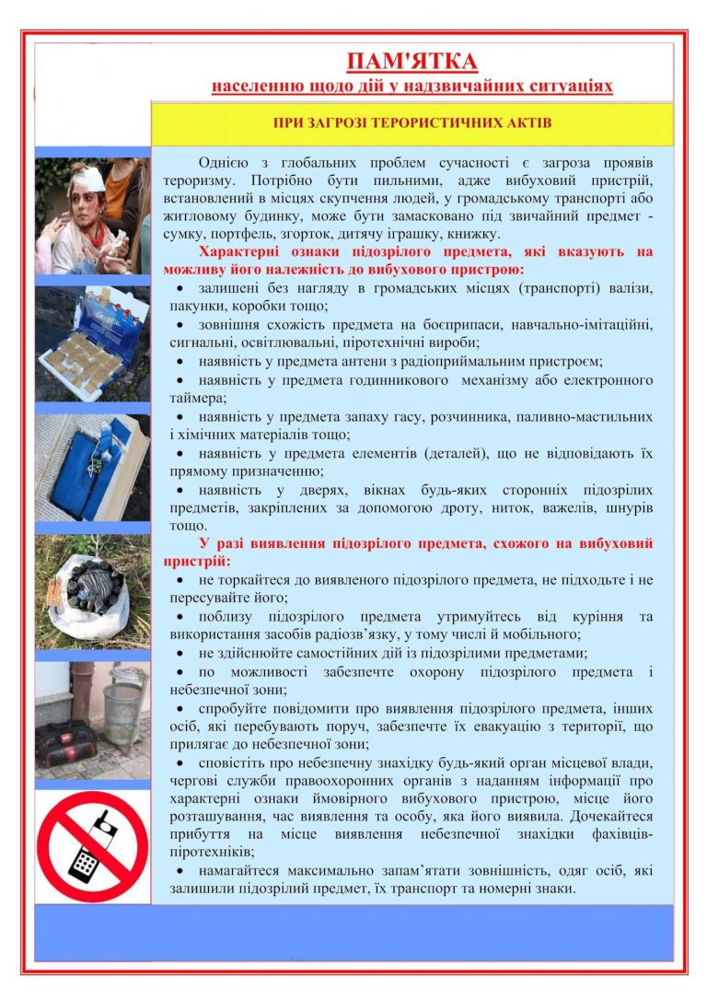 ПАМ'ЯТКА
населенню щодо дій у надзвичайних ситуаціях
ПРИ ЗАГРОЗІ ТЕРОРИСТИЧНИХ АКТІВ
Однією з глобальних проблем сучасності є загроза проявів
тероризму. Потрібно бути пильними, адже вибуховий пристрій,
встановлений в місцях скупчення людей, у громадському транспорті або
житловому будинку, може бути замасковано під звичайний предмет -
сумку, портфель, згорток, дитячу іграшку, книжку.
Характерні ознаки підозрілого предмета, які вказують на
можливу його належність до вибухового пристрою:
• залишені без нагляду в громадських місцях (транспорті) валізи,
пакунки, коробки тощо;
• зовнішня схожість предмета на боєприпаси, навчально-імітаційні,
сигнальні, освітлювальні, піротехнічні вироби;
• наявність у предмета антени з радіоприймальним пристроєм;
• наявність у предмета годинникового механізму або електронного
таймера;
• наявність у предмета запаху гасу, розчинника, паливно-мастильних
і хімічних матеріалів тощо;
• наявність у предмета елементів (деталей), що не відповідають їх
прямому призначенню;
• наявність у дверях, вікнах будь-яких сторонніх підозрілих
предметів, закріплених за допомогою дроту, ниток, важелів, шнурів
тощо.
У разі виявлення підозрілого предмета, схожого на вибуховий
пристрій:
• не торкайтеся до виявленого підозрілого предмета, не підходьте і не
пересувайте його;
• поблизу підозрілого предмета утримуйтесь від куріння та
використання засобів радіозв’язку, у тому числі й мобільного;
• не здійснюйте самостійних дій із підозрілими предметами;
• по можливості забезпечте охорону підозрілого предмета і
небезпечної зони;
• спробуйте повідомити про виявлення підозрілого предмета, інших
осіб, які перебувають поруч, забезпечте їх евакуацію з території, що
прилягає до небезпечної зони;
• сповістіть про небезпечну знахідку будь-який орган місцевої влади,
чергові служби правоохоронних органів з наданням інформації про
характерні ознаки ймовірного вибухового пристрою, місце його
розташування, час виявлення та особу, яка його виявила. Дочекайтеся
прибуття на місце виявлення небезпечної знахідки фахівців-
піротехніків;
• намагайтеся максимально запам’ятати зовнішність, одяг осіб, які
залишили підозрілий предмет, їх транспорт та номерні знаки.